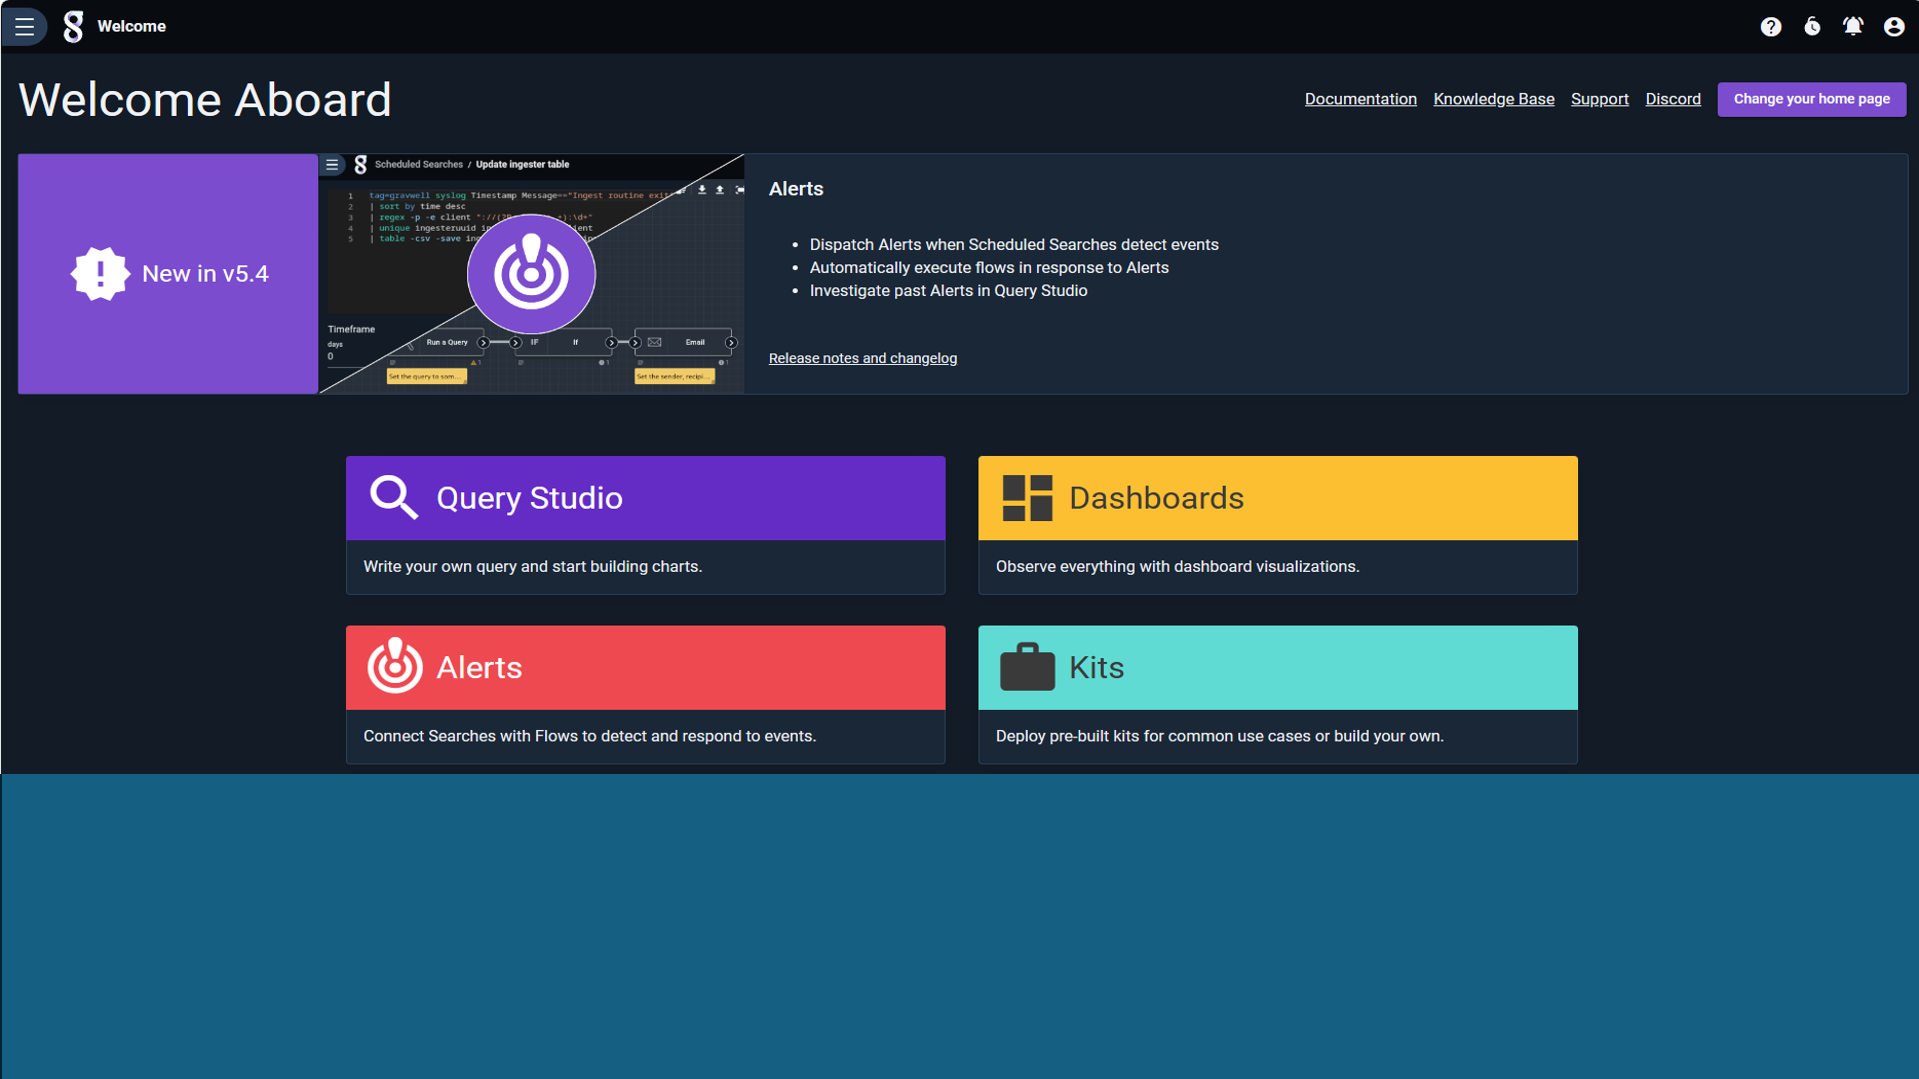 Welcome
Welcome Aboard
Documentation Knowledge Base Support Discord Change your home page
New in v5.4
Scheduled Searches / Update ingester table
1 tag=gravwell syslog Timestamp Message=="Ingest routine exit
2 | sort by time desc
3 | regex -p -e client
4 | unique ingesteruuid
5 | table -csv -save
Timeframe
days
0
Run a Query
IF If
Email
Set the query to som...
Set the sender, recipi...
Alerts
Dispatch Alerts when Scheduled Searches detect events
Automatically execute flows in response to Alerts
Investigate past Alerts in Query Studio
Release notes and changelog
Query Studio
Write your own query and start building charts.
Dashboards
Observe everything with dashboard visualizations.
Alerts
Connect Searches with Flows to detect and respond to events.
Kits
Deploy pre-built kits for common use cases or build your own.